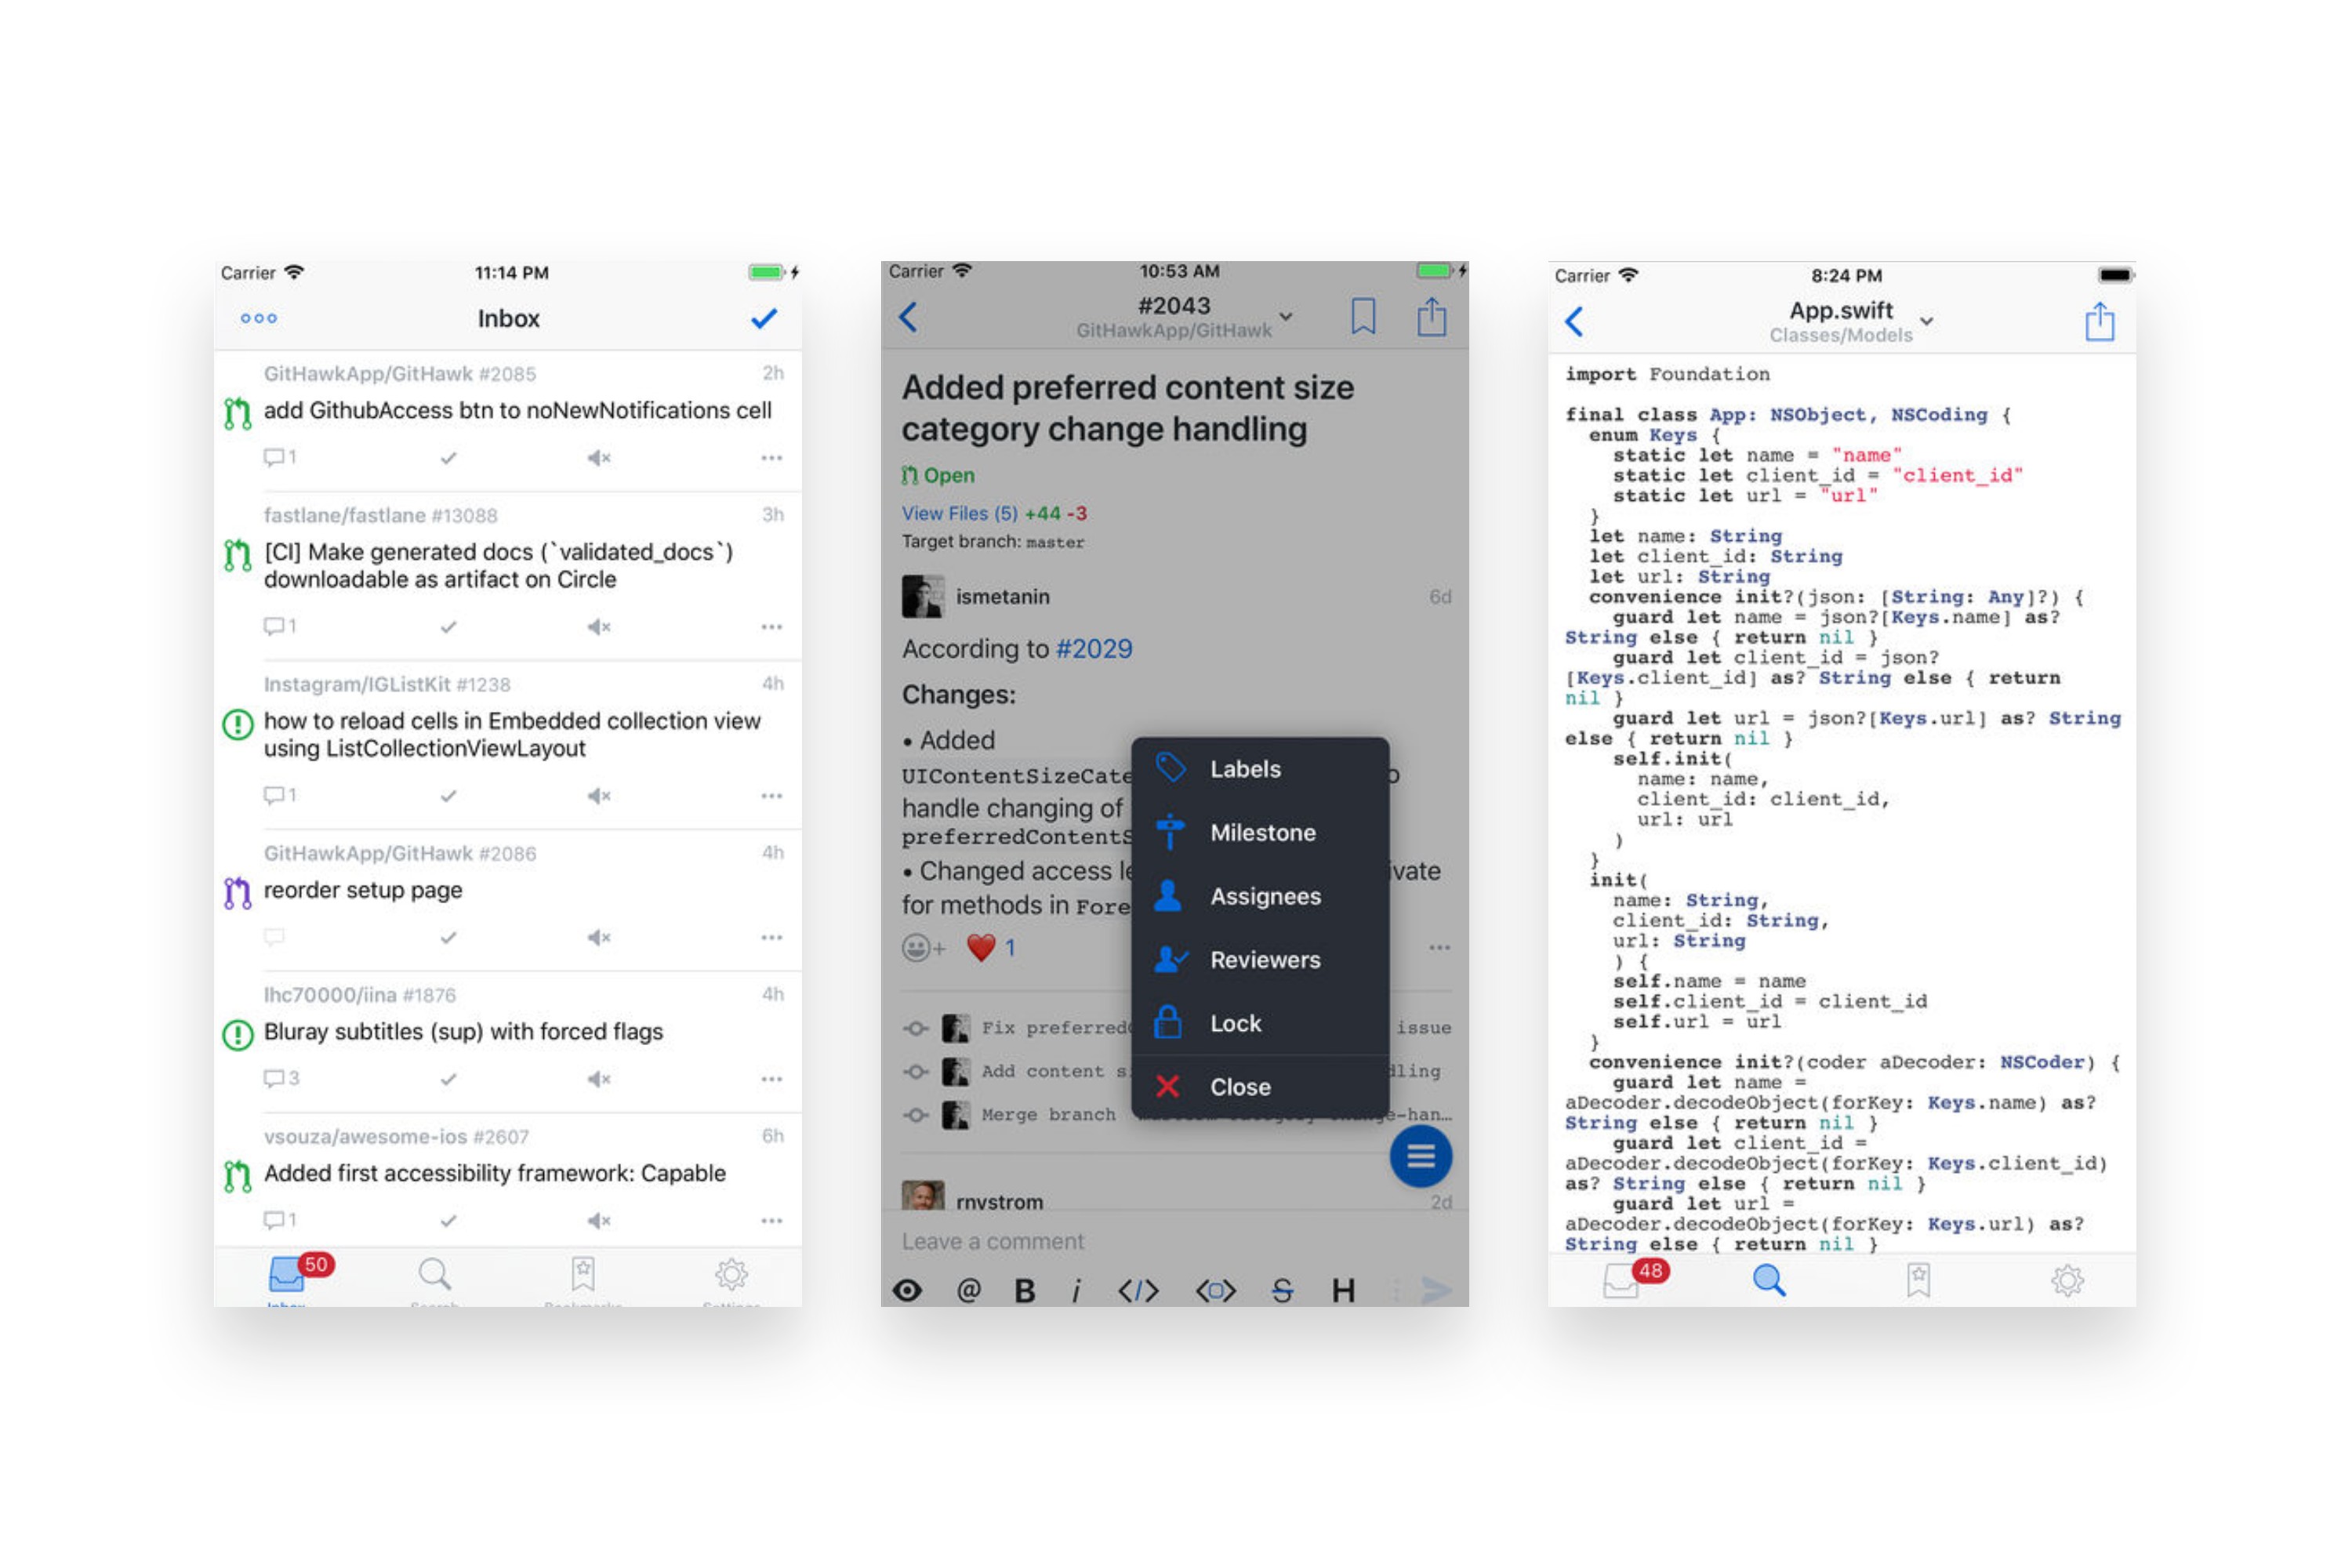 Carrier 11:14 PM
Inbox
GitHawkApp/GitHawk #2085 2h
add GithubAccess btn to noNewNotifications cell
1
fastlane/fastlane #13088 3h
[CI] Make generated docs (`validated_docs`)
downloadable as artifact on Circle
1
Instagram/IGListKit #1238 4h
how to reload cells in Embedded collection view
using ListCollectionViewLayout
1
GitHawkApp/GitHawk #2086 4h
reorder setup page
lhc70000/iina #1876 4h
Bluray subtitles (sup) with forced flags
3
vsouza/awesome-ios #2607 6h
Added first accessibility framework: Capable
1
50
Carrier 10:53 AM
#2043
GitHawkApp/GitHawk
Added preferred content size
category change handling
Open
View Files (5) +44 -3
Target branch: master
ismetanin 6d
According to #2029
Changes:
• Added
UIContentSizeCate
handle changing of
preferredContentS
• Changed access le ivate
for methods in Fore
1
Fix preferred issue
Add content s dling
Merge branch e-han…
Labels
Milestone
Assignees
Reviewers
Lock
Close
rnystrom 2d
Leave a comment
@ B i </> <> S H
Carrier 8:24 PM
App.swift
Classes/Models
import Foundation
final class App: NSObject, NSCoding {
enum Keys {
static let name = "name"
static let client_id = "client_id"
static let url = "url"
}
let name: String
let client_id: String
let url: String
convenience init?(json: [String: Any]?) {
guard let name = json?[Keys.name] as?
String else { return nil }
guard let client_id = json?
[Keys.client_id] as? String else { return
nil }
guard let url = json?[Keys.url] as? String
else { return nil }
self.init(
name: name,
client_id: client_id,
url: url
)
}
init(
name: String,
client_id: String,
url: String
) {
self.name = name
self.client_id = client_id
self.url = url
}
convenience init?(coder aDecoder: NSCoder) {
guard let name =
aDecoder.decodeObject(forKey: Keys.name) as?
String else { return nil }
guard let client_id =
aDecoder.decodeObject(forKey: Keys.client_id)
as? String else { return nil }
guard let url =
aDecoder.decodeObject(forKey: Keys.url) as?
String else { return nil }
48